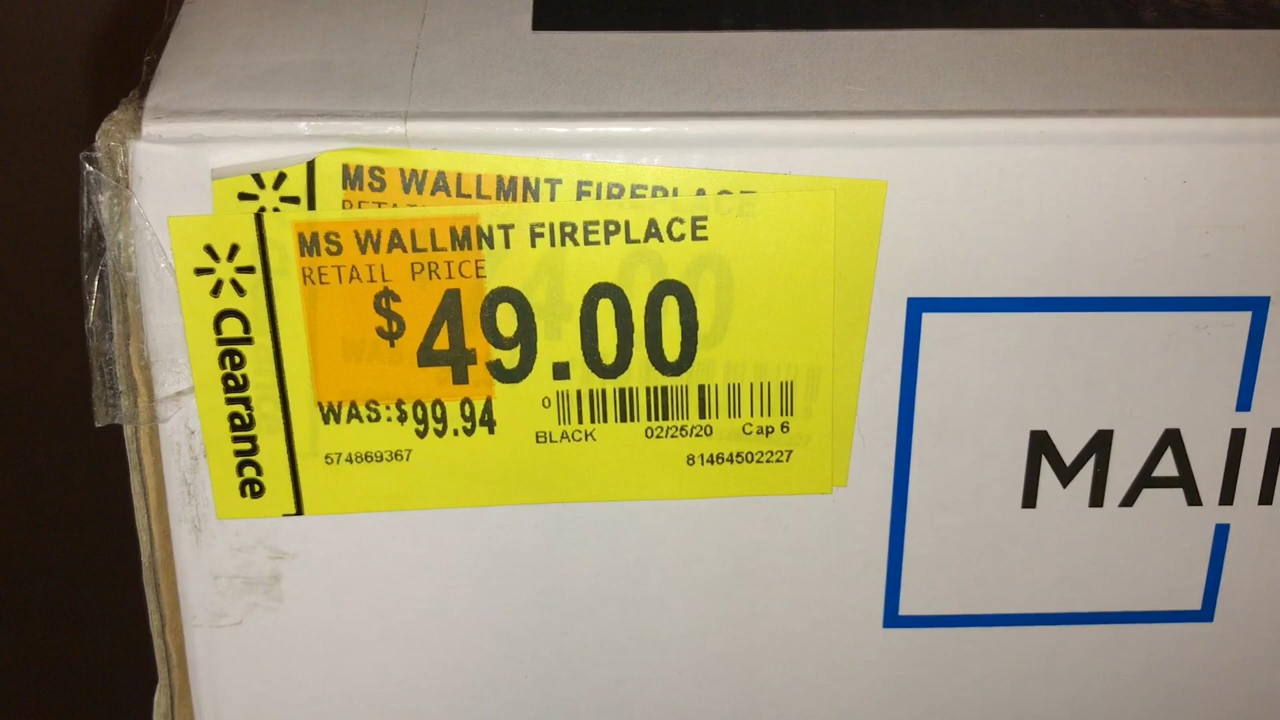 MS WALLMNT FIREPLACE
MS WALLMNT FIREPLACE
RETAIL PRICE
$49.00
WAS:$99.94
0
BLACK 02/25/20 Cap 6
574869367 81464502227
Clearance
MAI